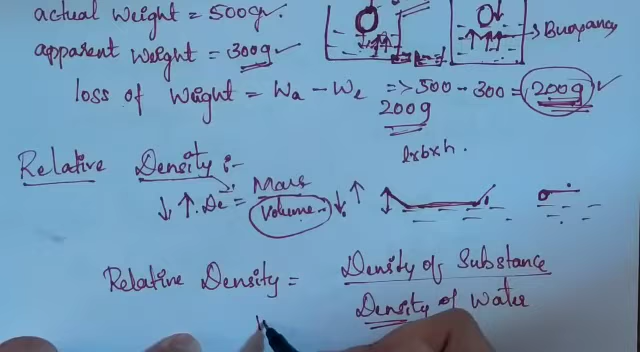 actual weight = 500gr.
apparent weight = 300g
→ Buoyancy
loss of weight = Wa - We => 500 - 300 = 200g
200g
l×b×h.
Relative Density :-
↓ ↑ De = Mass
Volume ↓ ↑
Relative Density = Density of Substance
Density of Water